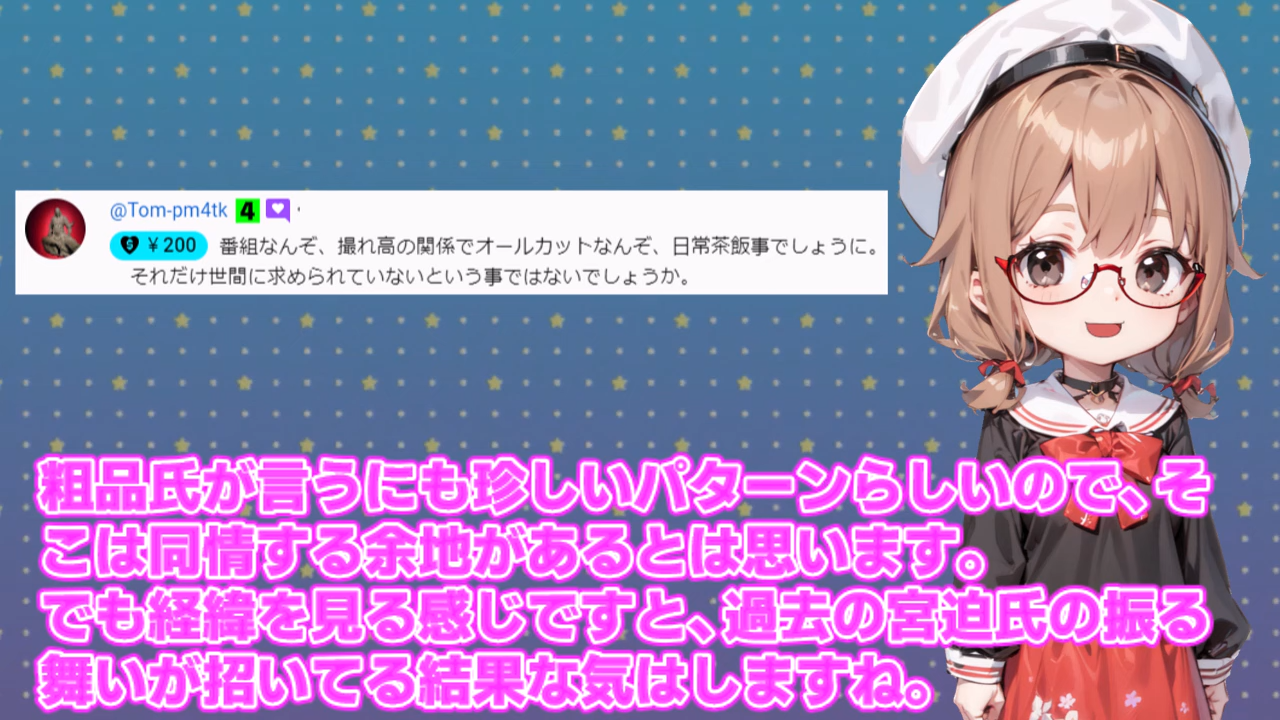 @Tom-pm4tk 4
¥200 番組なんぞ、撮れ高の関係でオールカットなんぞ、日常茶飯事でしょうに。
それだけ世間に求められていないという事ではないでしょうか。
粗品氏が言うにも珍しいパターンらしいので、そ
こは同情する余地があるとは思います。
でも経緯を見る感じですと、過去の宮迫氏の振る
舞いが招いてる結果な気はしますね。